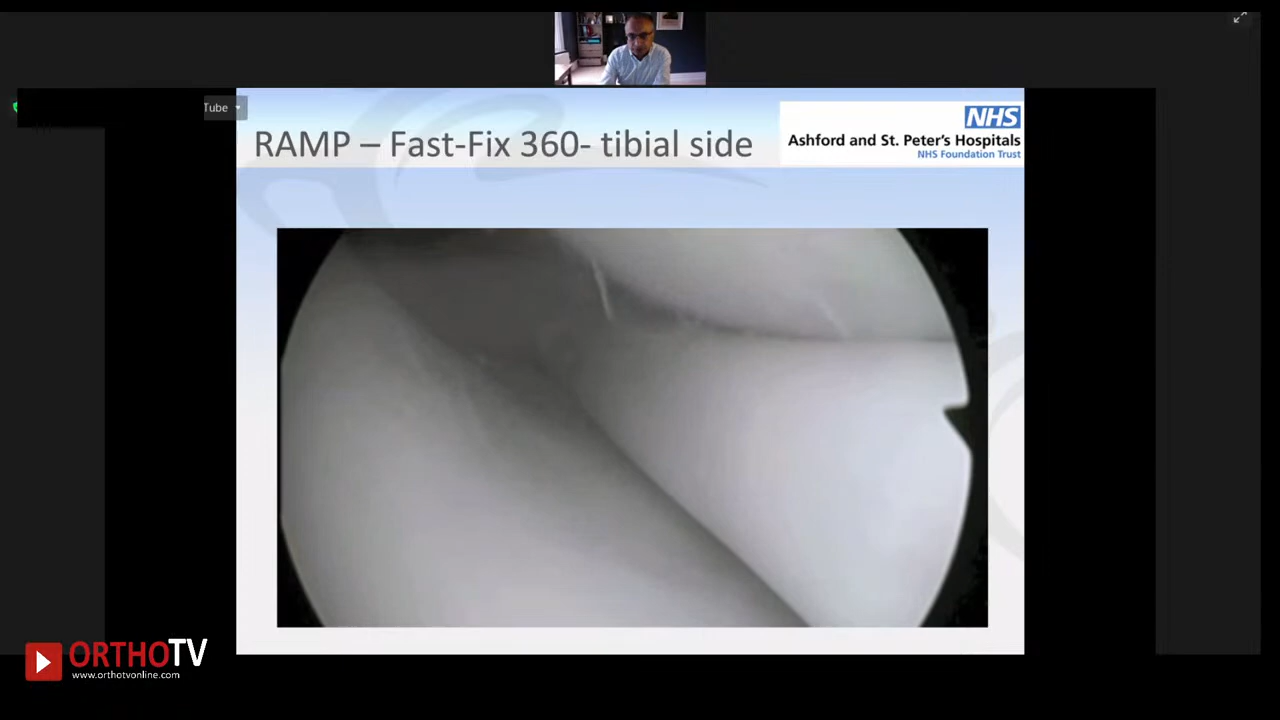 Tube
RAMP – Fast-Fix 360- tibial side
NHS
Ashford and St. Peter's Hospitals
NHS Foundation Trust
ORTHOTV
www.orthotvonline.com